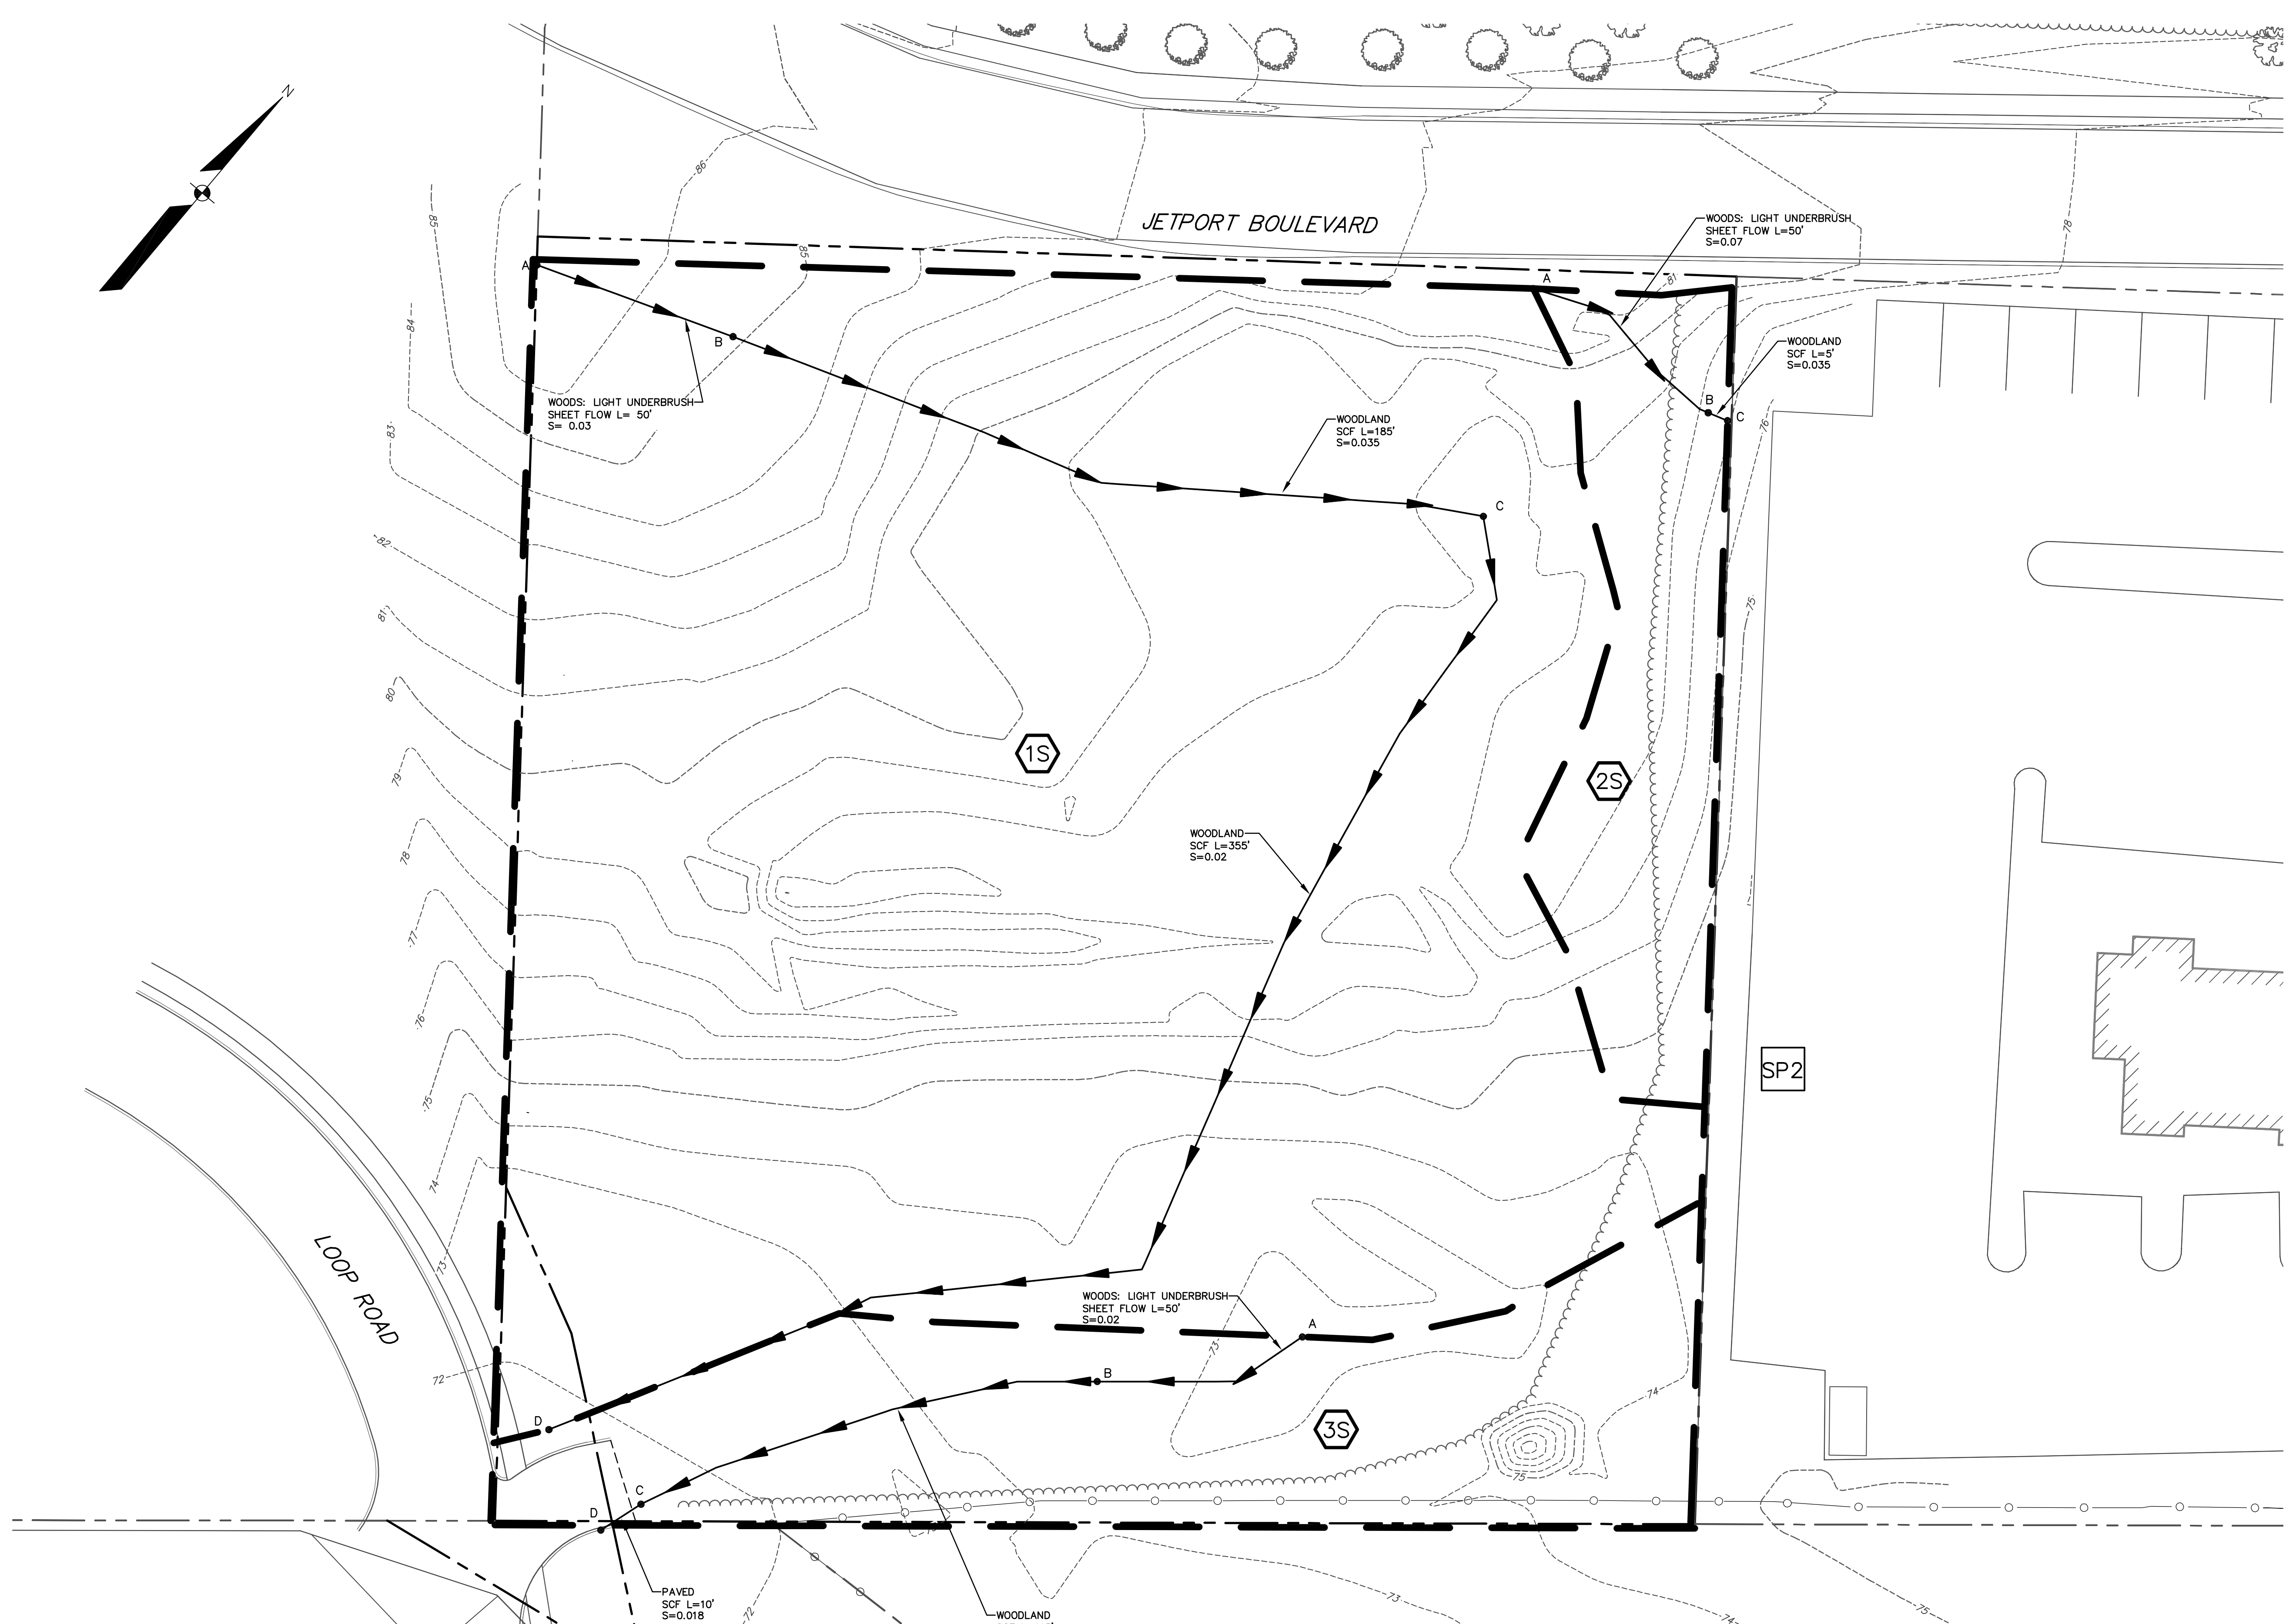 N
86
85
85
JETPORT BOULEVARD
WOODS: LIGHT UNDERBRUSH
SHEET FLOW L=50'
S=0.07
78
A
A
81
84
B
WOODLAND
SCF L=5'
S=0.035
WOODS: LIGHT UNDERBRUSH
SHEET FLOW L= 50'
S= 0.03
B
C
76
83
WOODLAND
SCF L=185'
S=0.035
C
82
81
75
80
1S
2S
79
WOODLAND
SCF L=355'
S=0.02
78
77
76
SP2
75
74
73
LOOP ROAD
WOODS: LIGHT UNDERBRUSH
SHEET FLOW L=50'
S=0.02
A
73
72
B
74
D
3S
75
C
D
PAVED
SCF L=10'
S=0.018
72
WOODLAND
73
74
75